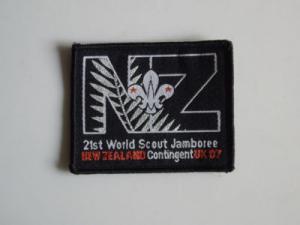 NZ
21st World Scout Jamboree
NEW ZEALAND Contingent UK 07